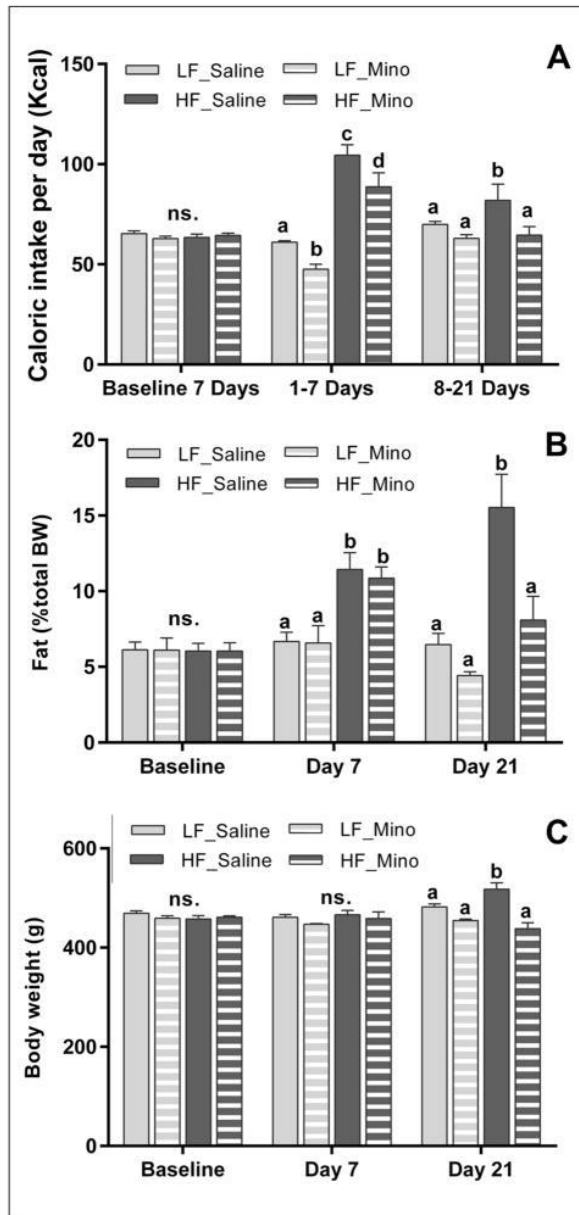 A
Caloric intake per day (Kcal)
150
100
50
0
LF_Saline LF_Mino
HF_Saline HF_Mino
ns.
a b c d
a a b a
Baseline 7 Days 1-7 Days 8-21 Days
B
Fat (%total BW)
20
15
10
5
0
LF_Saline LF_Mino
HF_Saline HF_Mino
ns.
a a b b
a a b a
Baseline Day 7 Day 21
C
Body weight (g)
600
400
200
0
LF_Saline LF_Mino
HF_Saline HF_Mino
ns.
ns.
a a b a
Baseline Day 7 Day 21